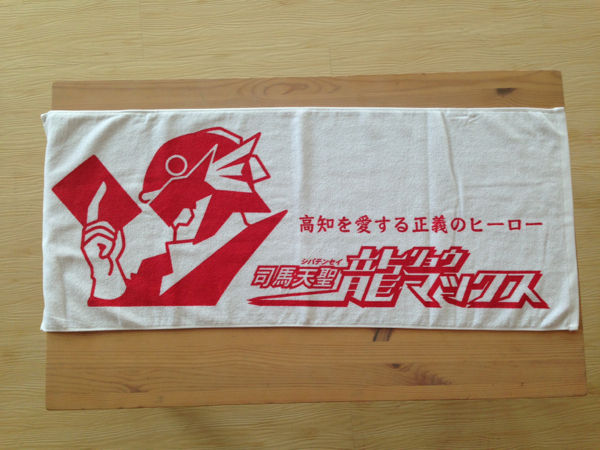 高知を愛する正義のヒーロー
シバテンセイ
司馬天聖
リョウ
龍マックス